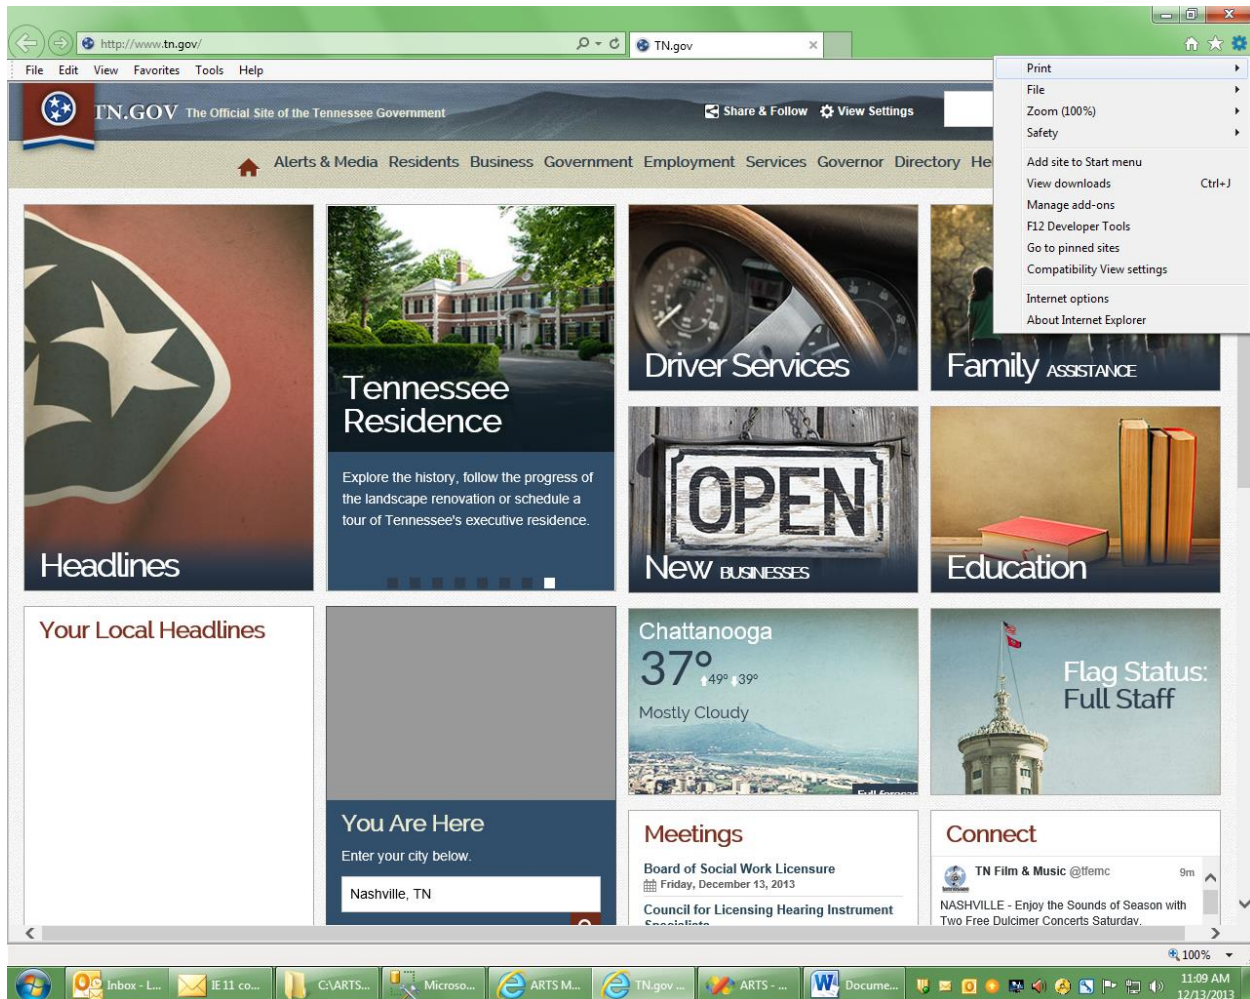 http://www.tn.gov/
TN.gov
File Edit View Favorites Tools Help
Print
File
Zoom (100%)
Safety
Add site to Start menu
View downloads Ctrl+J
Manage add-ons
F12 Developer Tools
Go to pinned sites
Compatibility View settings
Internet options
About Internet Explorer
TN.GOV The Official Site of the Tennessee Government
Share & Follow View Settings
Alerts & Media Residents Business Government Employment Services Governor Directory
Headlines
Tennessee
Residence
Explore the history, follow the progress of
the landscape renovation or schedule a
tour of Tennessee's executive residence.
Driver Services
Family ASSISTANCE
OPEN
New BUSINESSES
Education
Your Local Headlines
You Are Here
Enter your city below.
Nashville, TN
Chattanooga
37°
49° 39°
Mostly Cloudy
Flag Status:
Full Staff
Meetings
Board of Social Work Licensure
Friday, December 13, 2013
Council for Licensing Hearing Instrument
Connect
TN Film & Music @tfemc 9m
NASHVILLE - Enjoy the Sounds of Season with
Two Free Dulcimer Concerts Saturday.
100%
Inbox - L... IE 11 co... C:\ARTS... Microso... ARTS M... TN.gov ... ARTS - ... Docume...
11:09 AM
12/13/2013